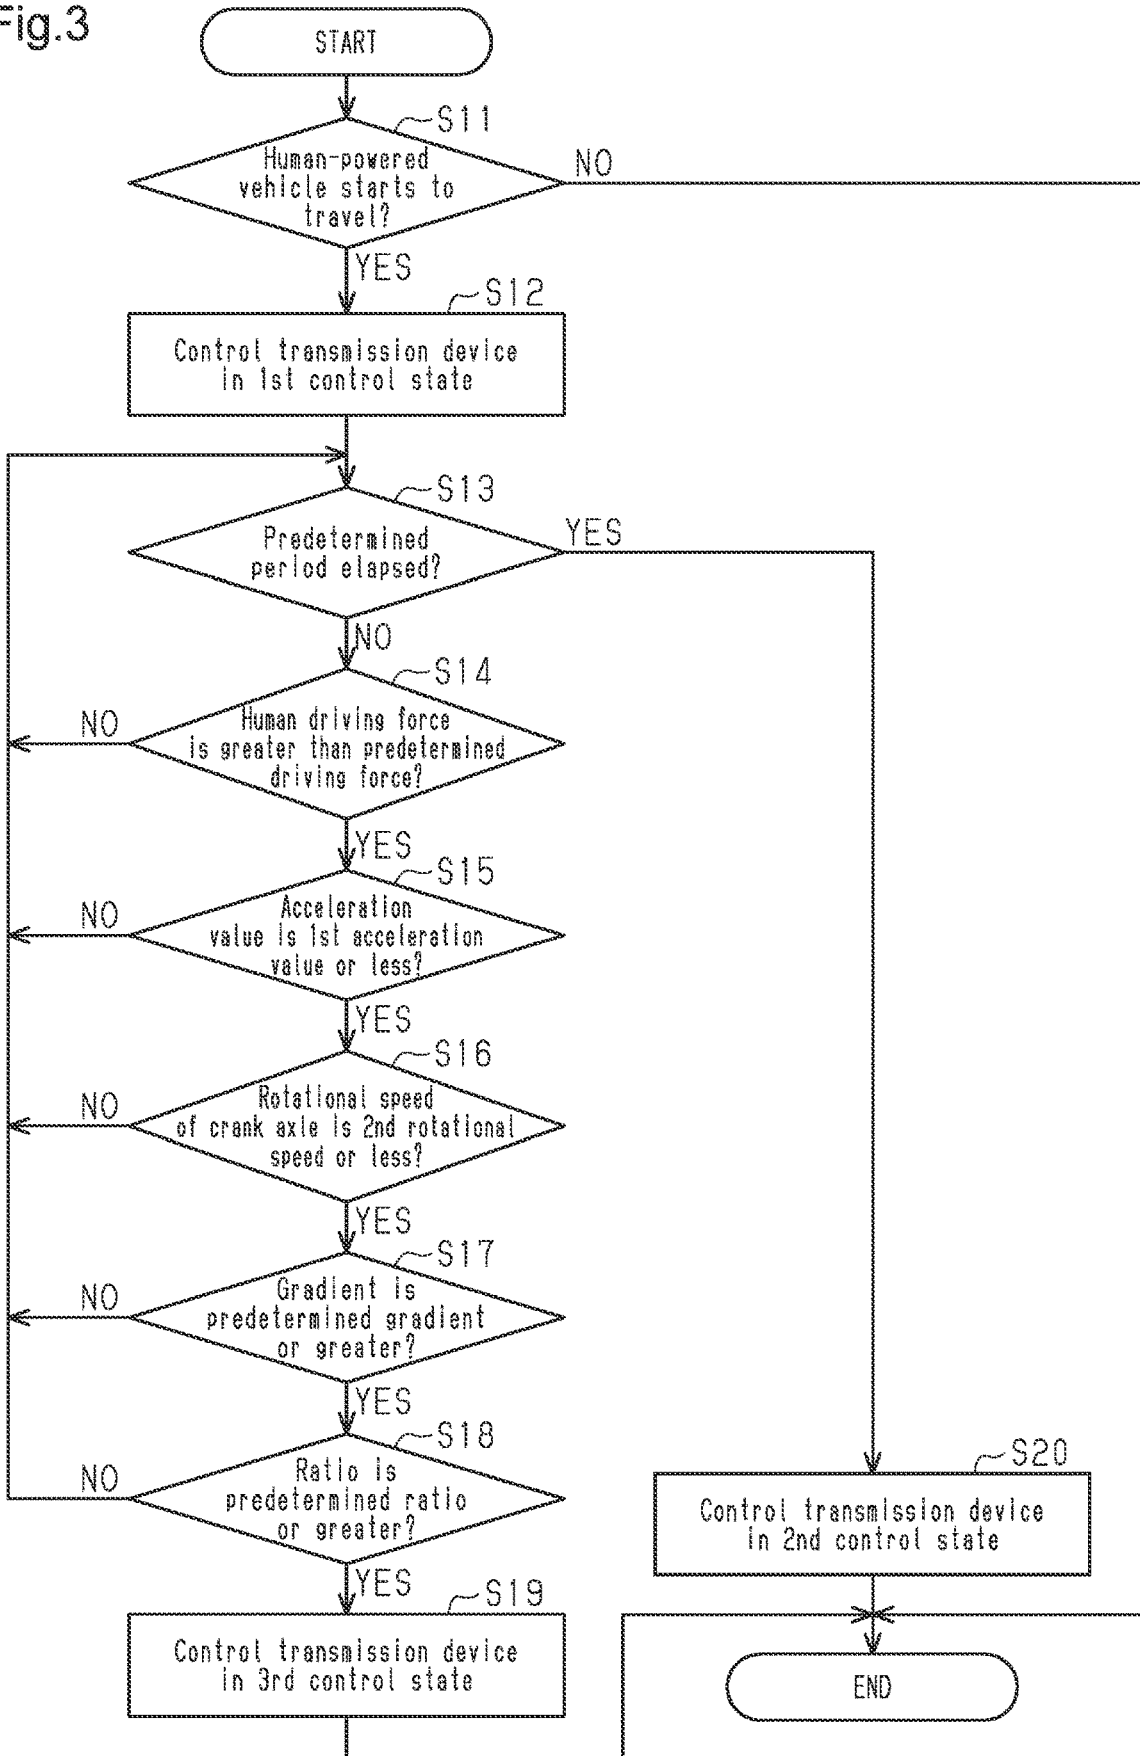 Fig.3
START
S11
Human-powered
vehicle starts to
travel?
NO
YES
S12
Control transmission device
in 1st control state
S13
Predetermined
period elapsed?
YES
NO
S14
Human driving force
is greater than predetermined
driving force?
NO
YES
S15
Acceleration
value is 1st acceleration
value or less?
NO
YES
S16
Rotational speed
of crank axle is 2nd rotational
speed or less?
NO
YES
S17
Gradient is
predetermined gradient
or greater?
NO
YES
S18
Ratio is
predetermined ratio
or greater?
NO
YES
S19
Control transmission device
in 3rd control state
S20
Control transmission device
in 2nd control state
END